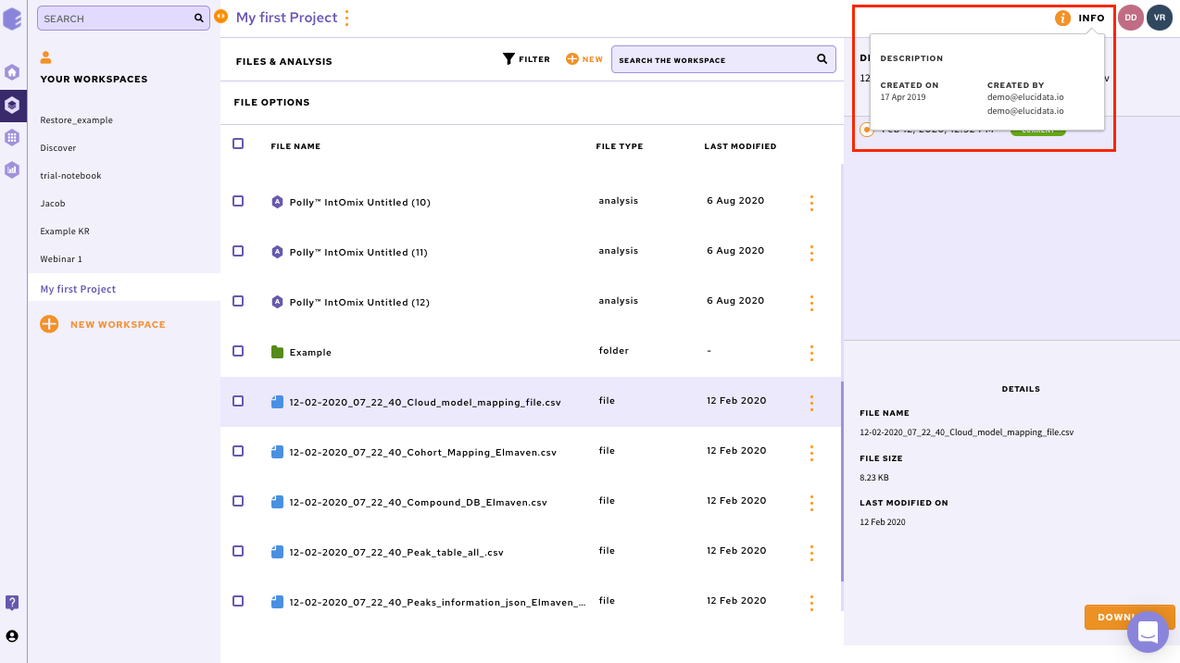 SEARCH
My first Project
INFO
DD
VR
YOUR WORKSPACES
Restore_example
Discover
trial-notebook
Jacob
Example KR
Webinar 1
My first Project
NEW WORKSPACE
FILES & ANALYSIS
FILTER
NEW
SEARCH THE WORKSPACE
FILE OPTIONS
FILE NAME FILE TYPE LAST MODIFIED
A Polly™ IntOmix Untitled (10) analysis 6 Aug 2020
A Polly™ IntOmix Untitled (11) analysis 6 Aug 2020
A Polly™ IntOmix Untitled (12) analysis 6 Aug 2020
Example folder -
12-02-2020_07_22_40_Cloud_model_mapping_file.csv file 12 Feb 2020
12-02-2020_07_22_40_Cohort_Mapping_Elmaven.csv file 12 Feb 2020
12-02-2020_07_22_40_Compound_DB_Elmaven.csv file 12 Feb 2020
12-02-2020_07_22_40_Peak_table_all_.csv file 12 Feb 2020
12-02-2020_07_22_40_Peaks_information_json_Elmaven_... file 12 Feb 2020
DESCRIPTION
CREATED ON CREATED BY
17 Apr 2019 demo@elucidata.io
demo@elucidata.io
DETAILS
FILE NAME
12-02-2020_07_22_40_Cloud_model_mapping_file.csv
FILE SIZE
8.23 KB
LAST MODIFIED ON
12 Feb 2020